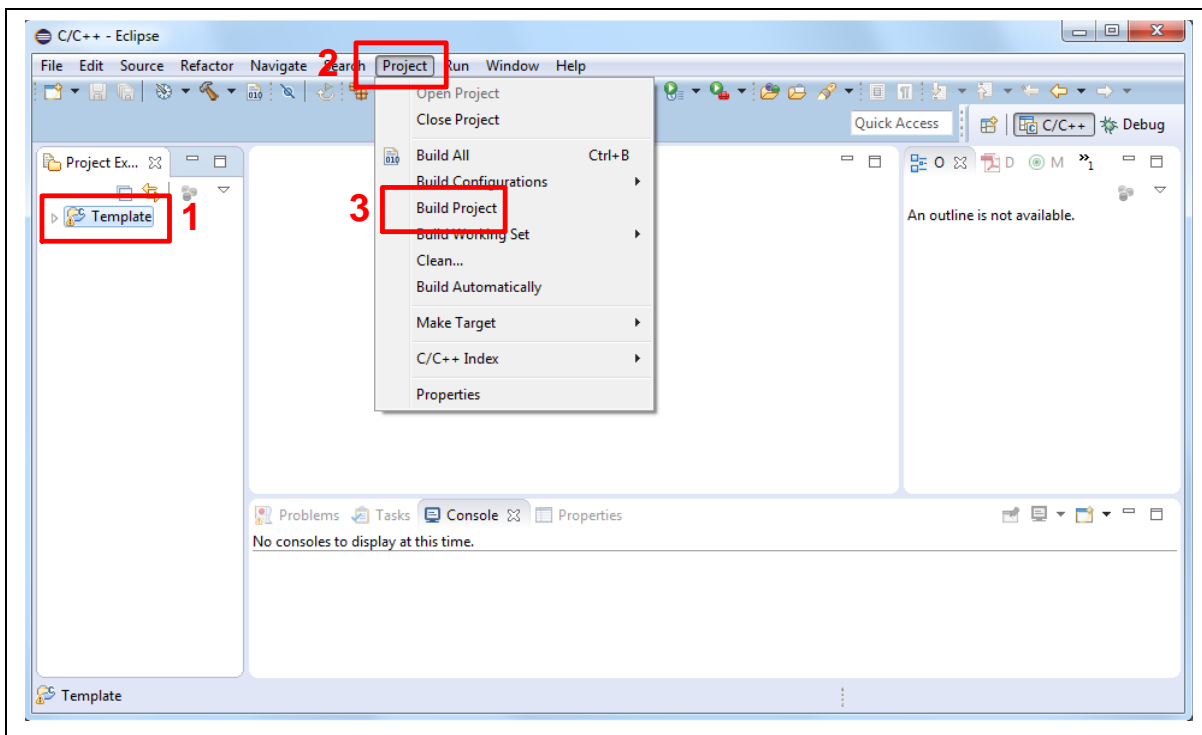 C/C++ - Eclipse
File Edit Source Refactor Navigate Search Project Run Window Help
2
Quick Access
C/C++
Debug
Project Ex...
Template
1
Open Project
Close Project
Build All Ctrl+B
Build Configurations
3
Build Project
Build Working Set
Clean...
Build Automatically
Make Target
C/C++ Index
Properties
O
D
M
»1
An outline is not available.
Problems Tasks Console Properties
No consoles to display at this time.
Template